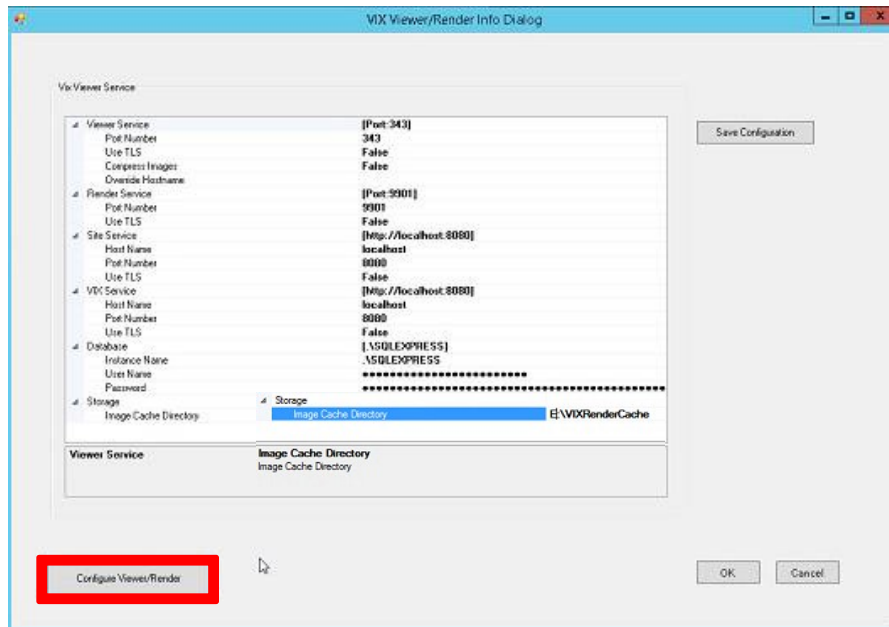 VIX Viewer/Render Info Dialog
Vix Viewer Service
Viewer Service [Port:343]
Port Number 343
Use TLS False
Compress Images False
Override Hostname
Render Service [Port:9901]
Port Number 9901
Use TLS False
Site Service [http://localhost:8080]
Host Name localhost
Port Number 8080
Use TLS False
VIX Service [http://localhost:8080]
Host Name localhost
Port Number 8080
Use TLS False
Database [.\SQLEXPRESS]
Instance Name .\SQLEXPRESS
User Name
Password
Storage
Image Cache Directory
Storage
Image Cache Directory E:\VIXRenderCache
Viewer Service
Image Cache Directory
Image Cache Directory
Save Configuration
Configure Viewer/Render
OK Cancel